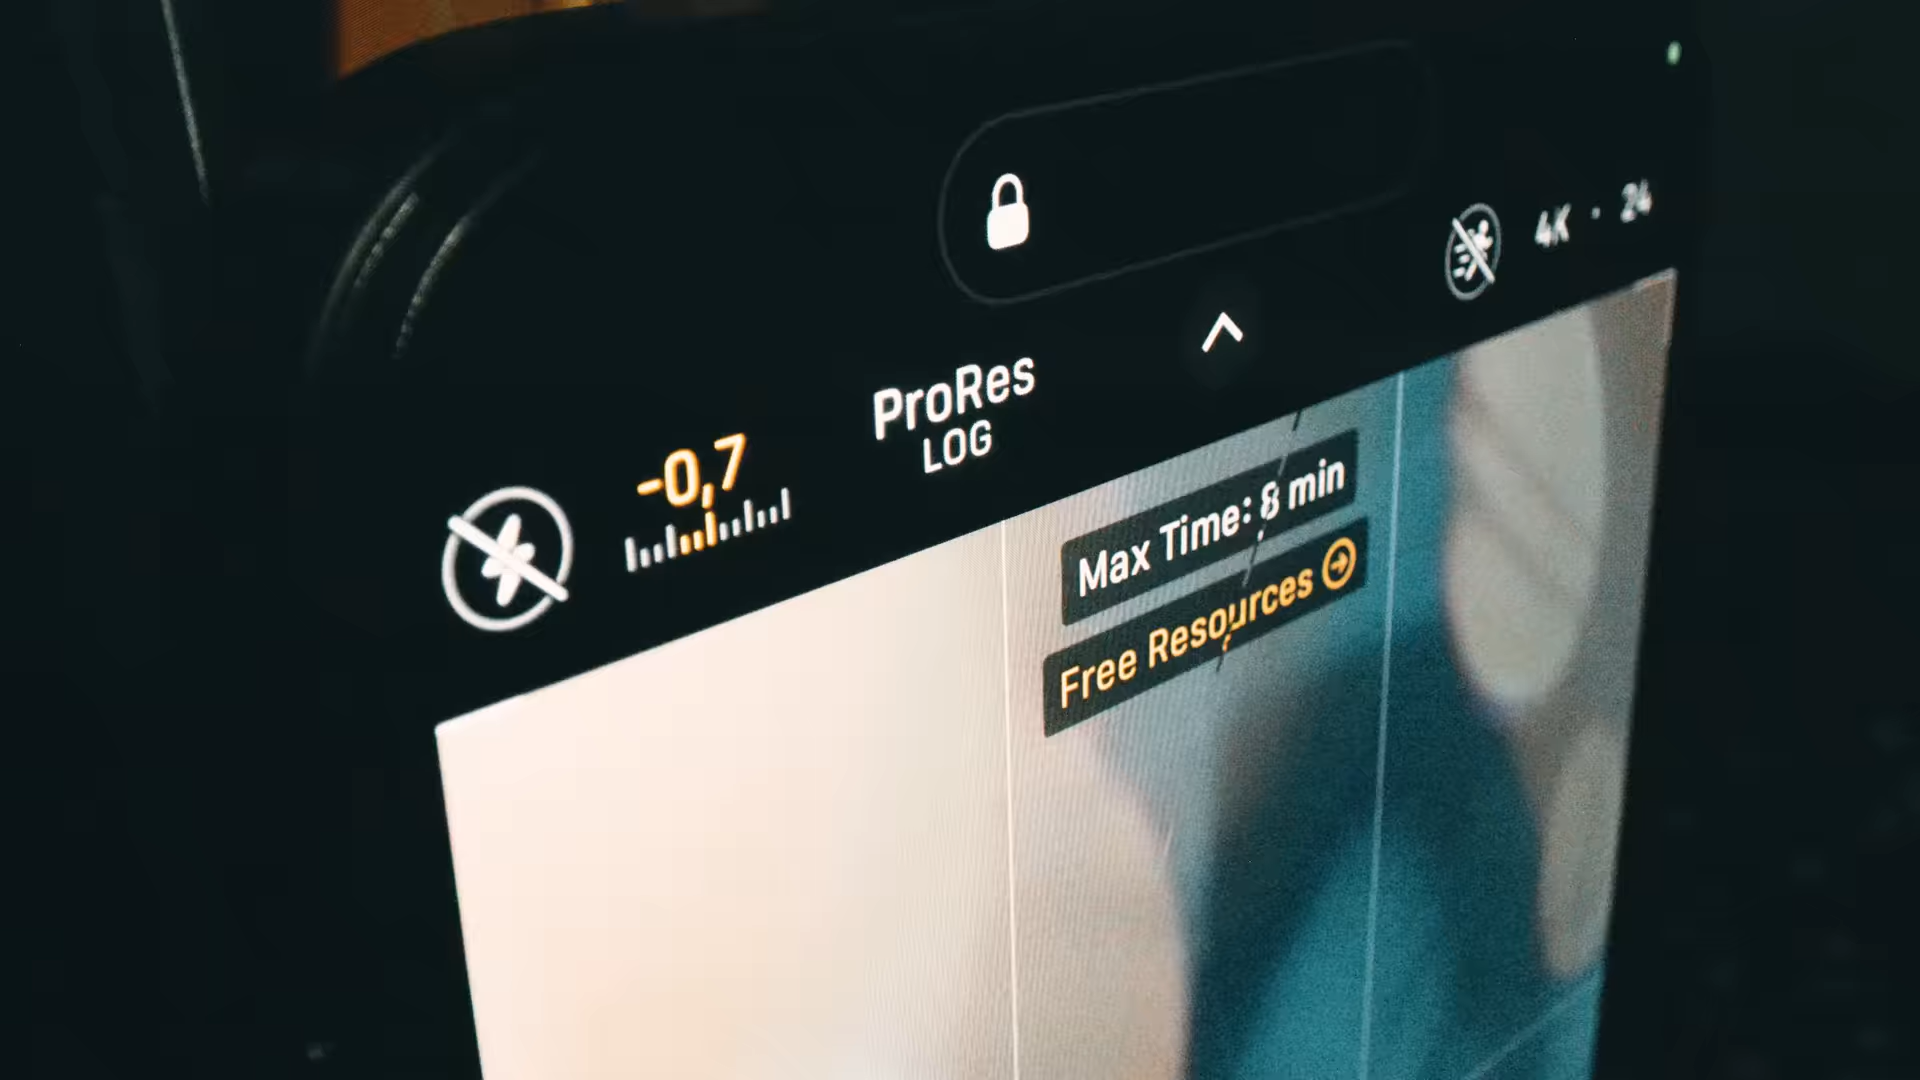 4K · 24
ProRes
LOG
-0,7
Max Time: 8 min
Free Resources